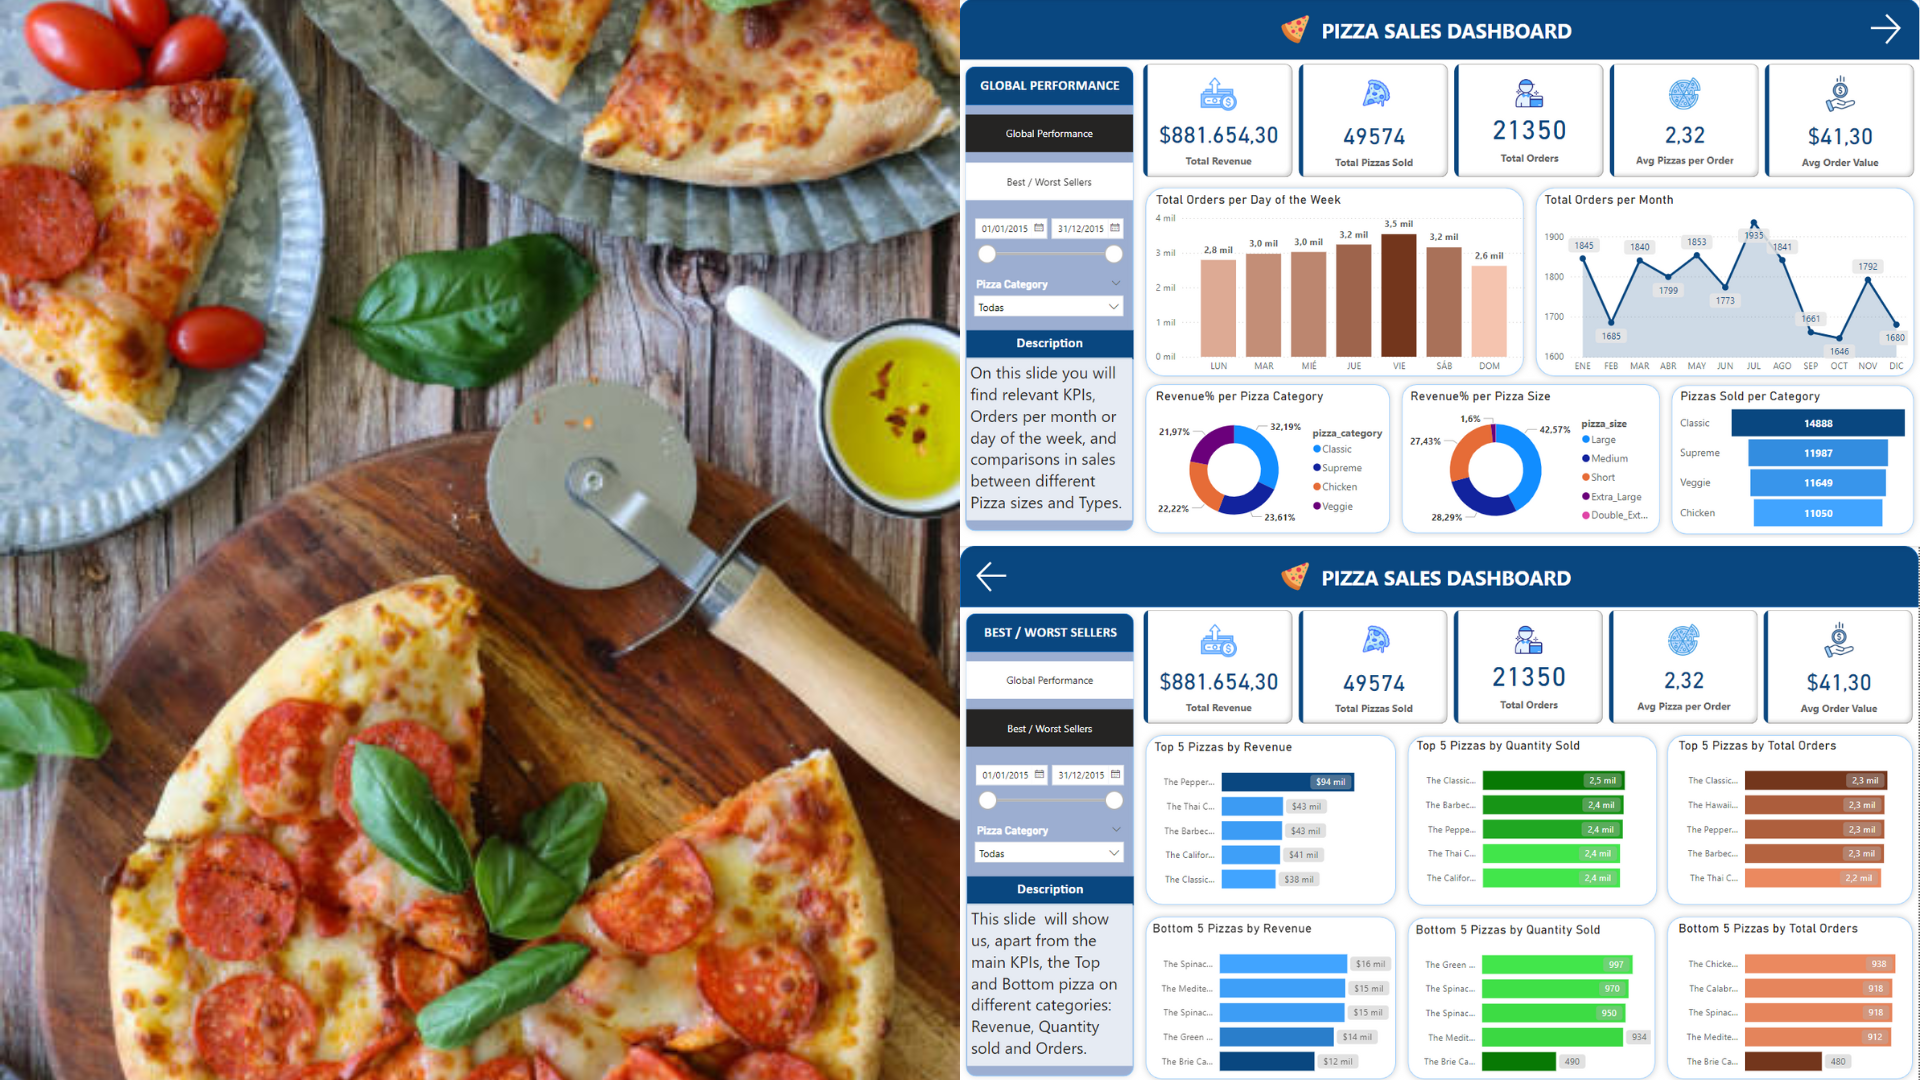 PIZZA SALES DASHBOARD
GLOBAL PERFORMANCE
Global Performance
Best / Worst Sellers
01/01/2015
31/12/2015
Pizza Category
Todas
Description
On this slide you will
find relevant KPIs,
Orders per month or
day of the week, and
comparisons in sales
between different
Pizza sizes and Types.
$881.654,30
Total Revenue
49574
Total Pizzas Sold
21350
Total Orders
2,32
Avg Pizzas per Order
$41,30
Avg Order Value
Total Orders per Day of the Week
4 mil
3 mil
2 mil
1 mil
0 mil
2,8 mil
3,0 mil
3,0 mil
3,2 mil
3,5 mil
3,2 mil
2,6 mil
LUN
MAR
MIÉ
JUE
VIE
SÁB
DOM
Total Orders per Month
1900
1800
1700
1600
1845
1685
1840
1799
1853
1773
1935
1841
1661
1646
1792
1680
ENE
FEB
MAR
ABR
MAY
JUN
JUL
AGO
SEP
OCT
NOV
DIC
Revenue% per Pizza Category
21,97%
32,19%
22,22%
23,61%
pizza_category
Classic
Supreme
Chicken
Veggie
Revenue% per Pizza Size
1,6%
42,57%
27,43%
28,29%
pizza_size
Large
Medium
Short
Extra_Large
Double_Ext...
Pizzas Sold per Category
Classic 14888
Supreme 11987
Veggie 11649
Chicken 11050
PIZZA SALES DASHBOARD
BEST / WORST SELLERS
Global Performance
Best / Worst Sellers
01/01/2015
31/12/2015
Pizza Category
Todas
Description
This slide will show
us, apart from the
main KPIs, the Top
and Bottom pizza on
different categories:
Revenue, Quantity
sold and Orders.
$881.654,30
Total Revenue
49574
Total Pizzas Sold
21350
Total Orders
2,32
Avg Pizza per Order
$41,30
Avg Order Value
Top 5 Pizzas by Revenue
The Pepper... $94 mil
The Thai C... $43 mil
The Barbec... $43 mil
The Califor... $41 mil
The Classic... $38 mil
Top 5 Pizzas by Quantity Sold
The Classic... 2,5 mil
The Barbec... 2,4 mil
The Peppe... 2,4 mil
The Thai C... 2,4 mil
The Califor... 2,4 mil
Top 5 Pizzas by Total Orders
The Classic... 2,3 mil
The Hawaii... 2,3 mil
The Pepper... 2,3 mil
The Barbec... 2,3 mil
The Thai C... 2,2 mil
Bottom 5 Pizzas by Revenue
The Spinac... $16 mil
The Medite... $15 mil
The Spinac... $15 mil
The Green ... $14 mil
The Brie Ca... $12 mil
Bottom 5 Pizzas by Quantity Sold
The Green ... 997
The Spinac... 970
The Spinac... 950
The Medit... 934
The Brie Ca... 490
Bottom 5 Pizzas by Total Orders
The Chicke... 938
The Calabr... 918
The Spinac... 918
The Medite... 912
The Brie Ca... 480